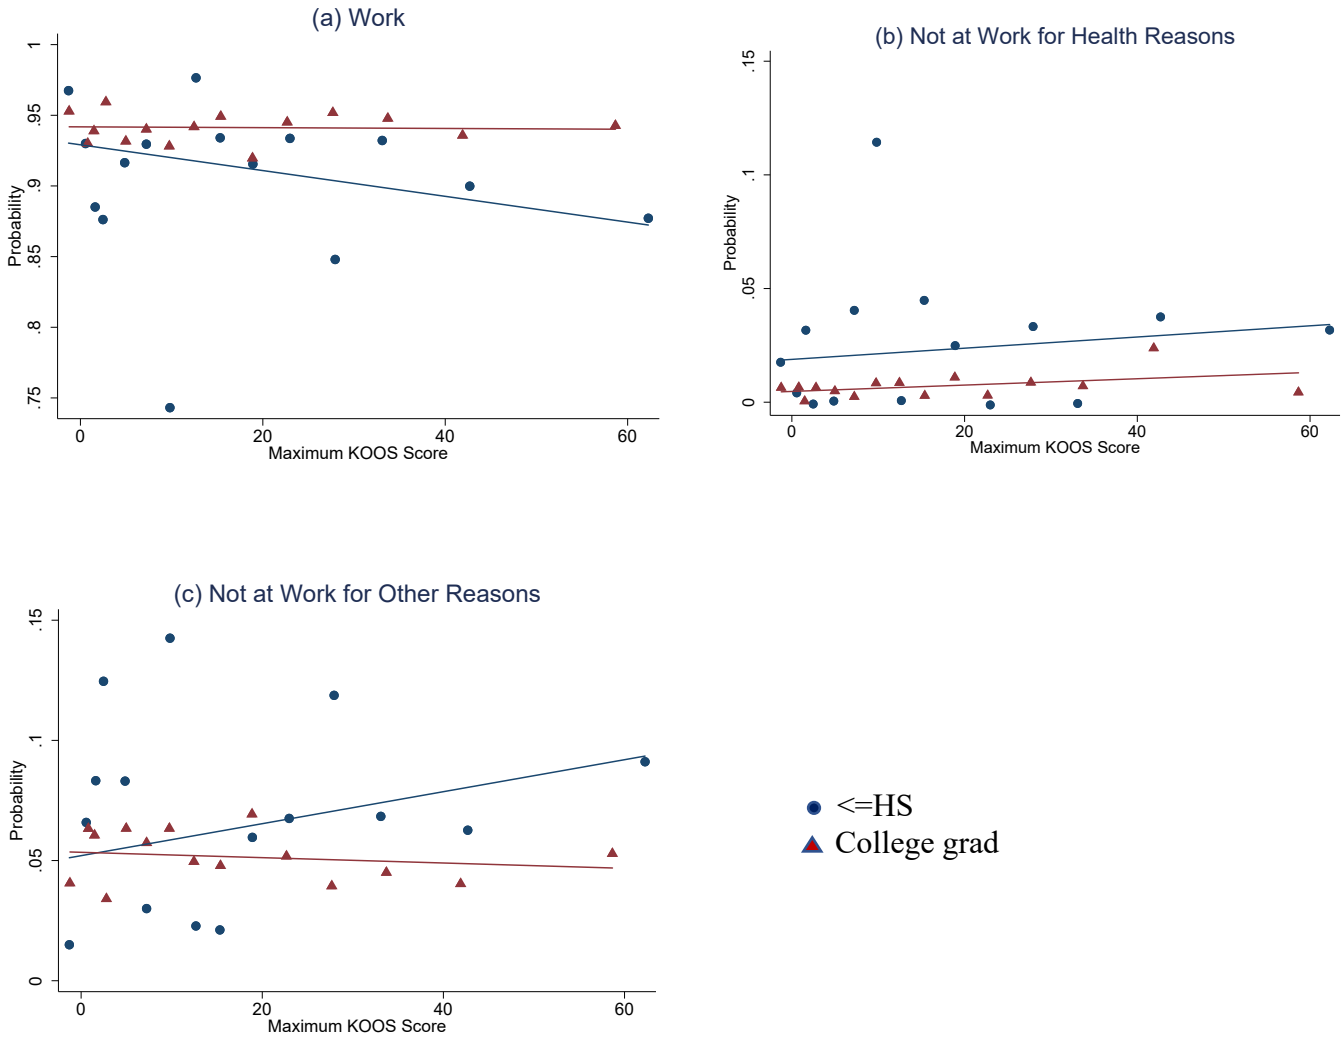 (a) Work
1
.95
.9
.85
.8
.75
Probability
0 20 40 60
Maximum KOOS Score
(b) Not at Work for Health Reasons
.15
.1
.05
0
Probability
0 20 40 60
Maximum KOOS Score
(c) Not at Work for Other Reasons
.15
.1
.05
0
Probability
0 20 40 60
Maximum KOOS Score
<=HS
College grad